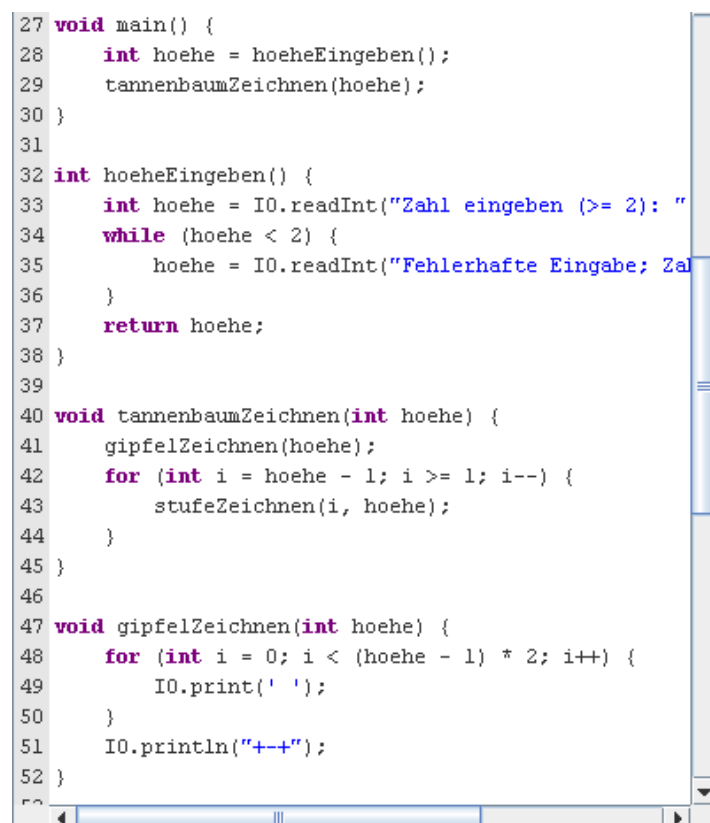 27 void main() {
28     int hoehe = hoeheEingeben();
29     tannenbaumZeichnen(hoehe);
30 }
31
32 int hoeheEingeben() {
33     int hoehe = IO.readInt("Zahl eingeben (>= 2): "
34     while (hoehe < 2) {
35         hoehe = IO.readInt("Fehlerhafte Eingabe; Zah
36     }
37     return hoehe;
38 }
39
40 void tannenbaumZeichnen(int hoehe) {
41     gipfelZeichnen(hoehe);
42     for (int i = hoehe - 1; i >= 1; i--) {
43         stufeZeichnen(i, hoehe);
44     }
45 }
46
47 void gipfelZeichnen(int hoehe) {
48     for (int i = 0; i < (hoehe - 1) * 2; i++) {
49         IO.print(' ');
50     }
51     IO.println("+-+");
52 }